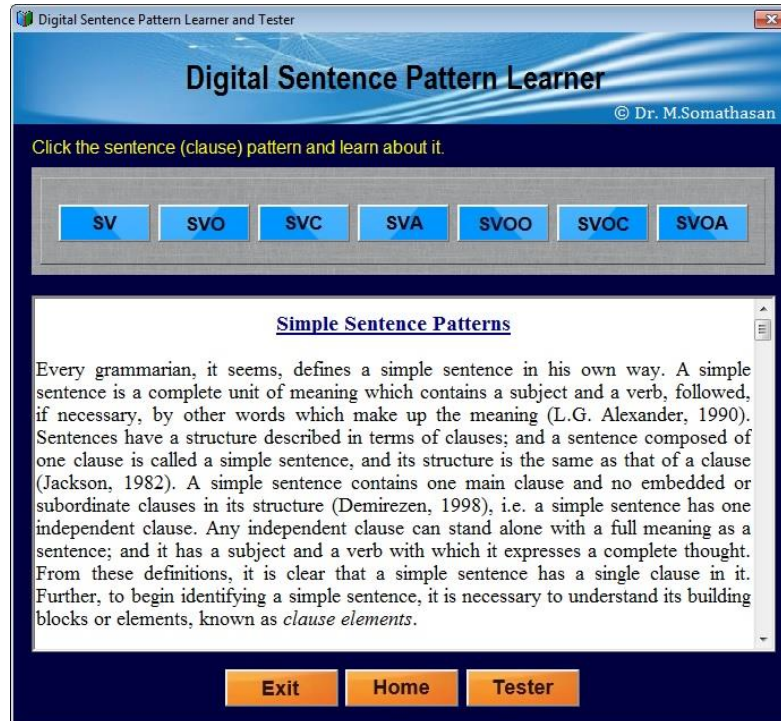 Digital Sentence Pattern Learner and Tester
Digital Sentence Pattern Learner
© Dr. M.Somathasan
Click the sentence (clause) pattern and learn about it.
SV SVO SVC SVA SVOO SVOC SVOA
Simple Sentence Patterns
Every grammarian, it seems, defines a simple sentence in his own way. A simple
sentence is a complete unit of meaning which contains a subject and a verb, followed,
if necessary, by other words which make up the meaning (L.G. Alexander, 1990).
Sentences have a structure described in terms of clauses; and a sentence composed of
one clause is called a simple sentence, and its structure is the same as that of a clause
(Jackson, 1982). A simple sentence contains one main clause and no embedded or
subordinate clauses in its structure (Demirezen, 1998), i.e. a simple sentence has one
independent clause. Any independent clause can stand alone with a full meaning as a
sentence; and it has a subject and a verb with which it expresses a complete thought.
From these definitions, it is clear that a simple sentence has a single clause in it.
Further, to begin identifying a simple sentence, it is necessary to understand its building
blocks or elements, known as clause elements.
Exit Home Tester